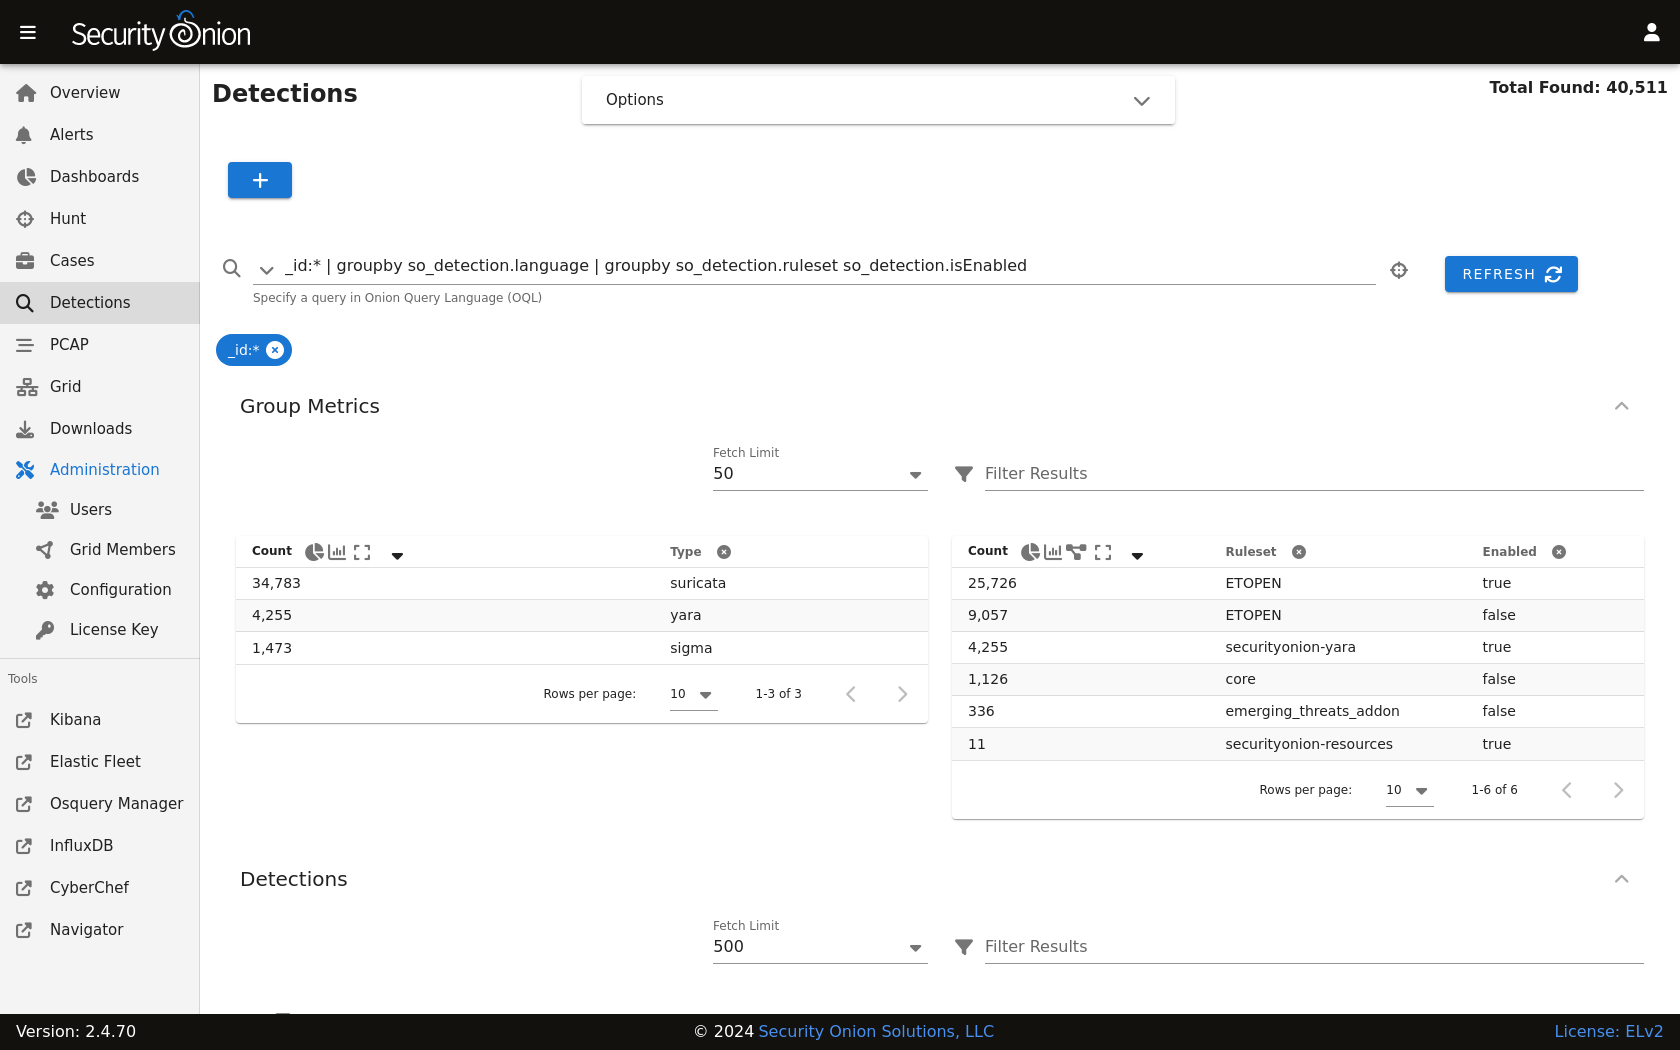 Security Onion
Overview
Alerts
Dashboards
Hunt
Cases
Detections
PCAP
Grid
Downloads
Administration
Users
Grid Members
Configuration
License Key
Tools
Kibana
Elastic Fleet
Osquery Manager
InfluxDB
CyberChef
Navigator
Detections
Options
Total Found: 40,511
+
_id:* | groupby so_detection.language | groupby so_detection.ruleset so_detection.isEnabled
REFRESH
Specify a query in Onion Query Language (OQL)
_id:*
Group Metrics
Fetch Limit
50
Filter Results
Count Type
34,783 suricata
4,255 yara
1,473 sigma
Rows per page: 10 1-3 of 3
Count Ruleset Enabled
25,726 ETOPEN true
9,057 ETOPEN false
4,255 securityonion-yara true
1,126 core false
336 emerging_threats_addon false
11 securityonion-resources true
Rows per page: 10 1-6 of 6
Detections
Fetch Limit
500
Filter Results
Version: 2.4.70
© 2024 Security Onion Solutions, LLC
License: ELv2